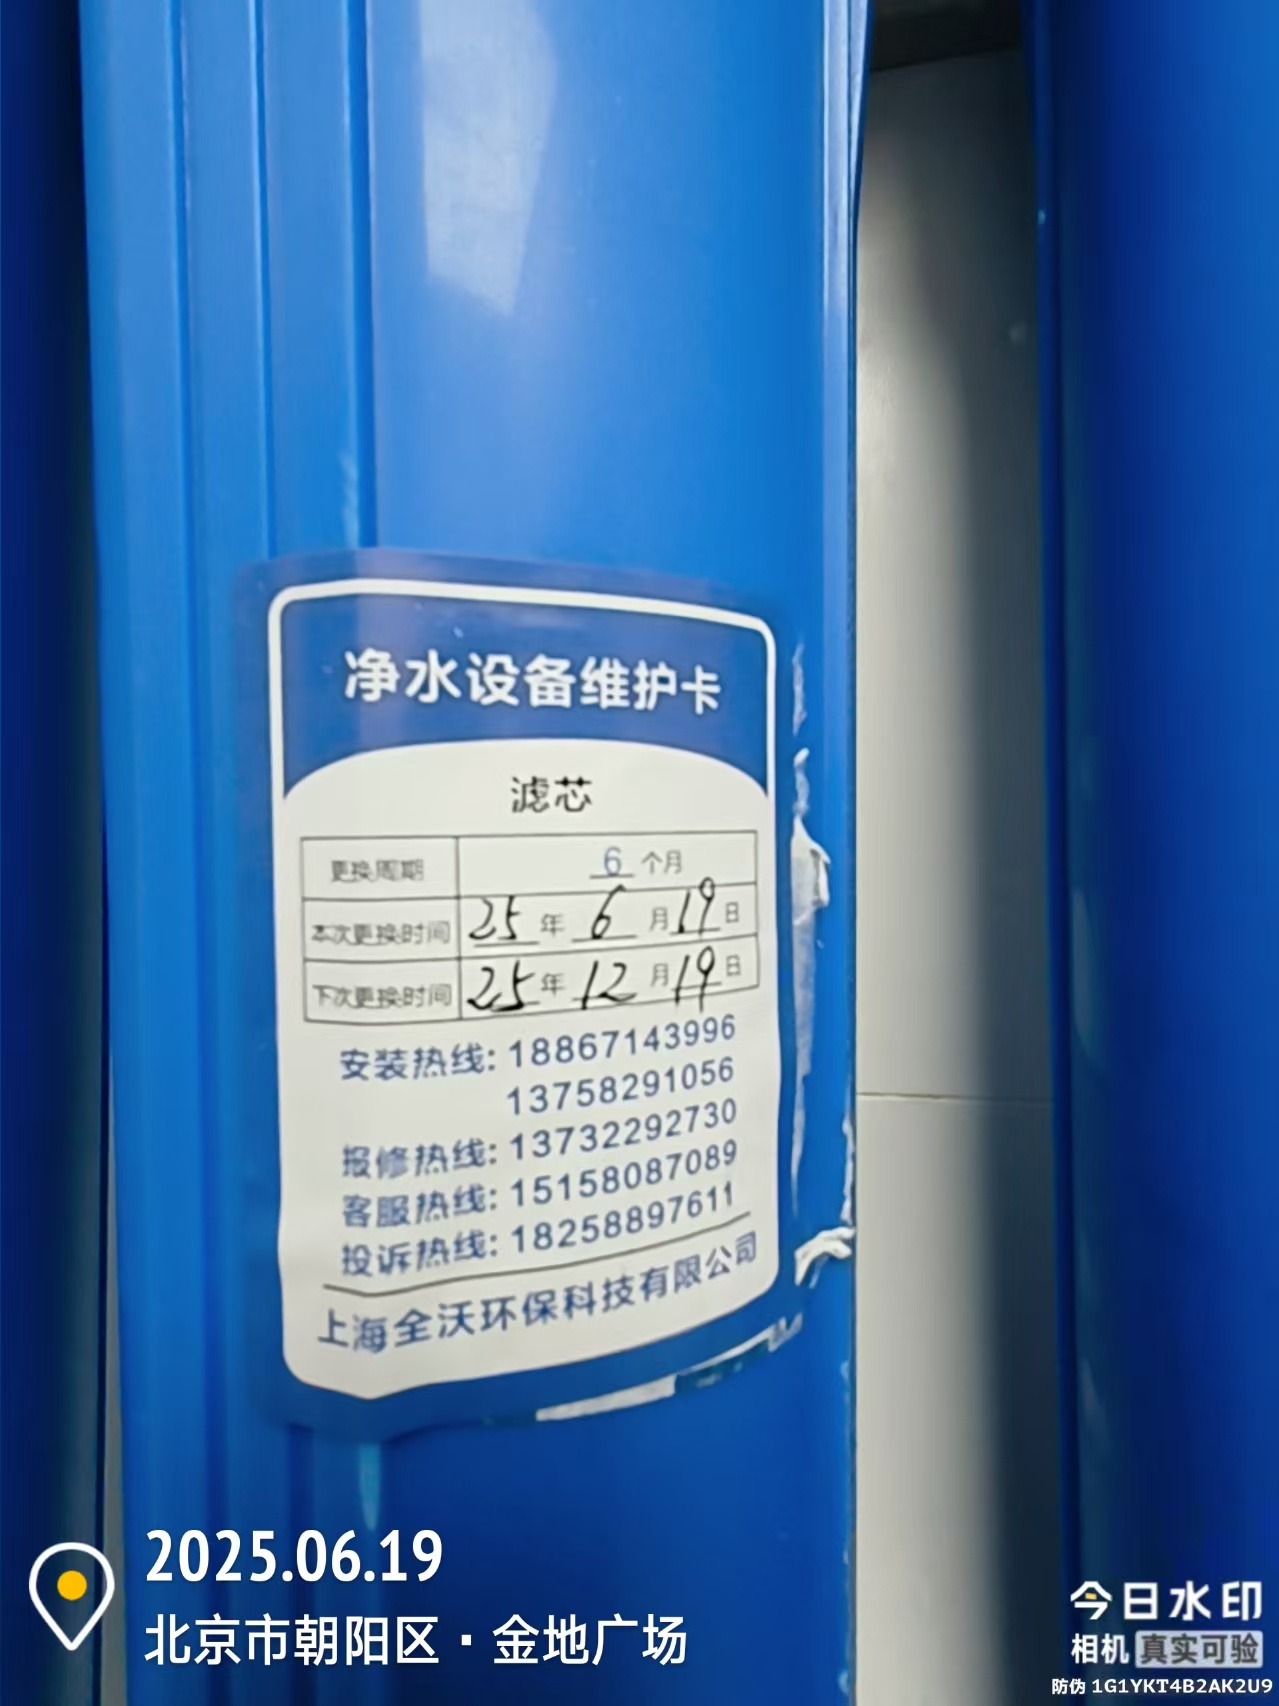 净水设备维护卡
滤芯
更换周期 6 个月
本次更换时间 25 年 6 月 19 日
下次更换时间 25 年 12 月 19 日
安装热线: 18867143996
13758291056
报修热线: 13732292730
客服热线: 15158087089
投诉热线: 18258897611
上海全沃环保科技有限公司
2025.06.19
北京市朝阳区·金地广场
今日水印
相机 真实可验
防伪 1G1YKT4B2AK2U9